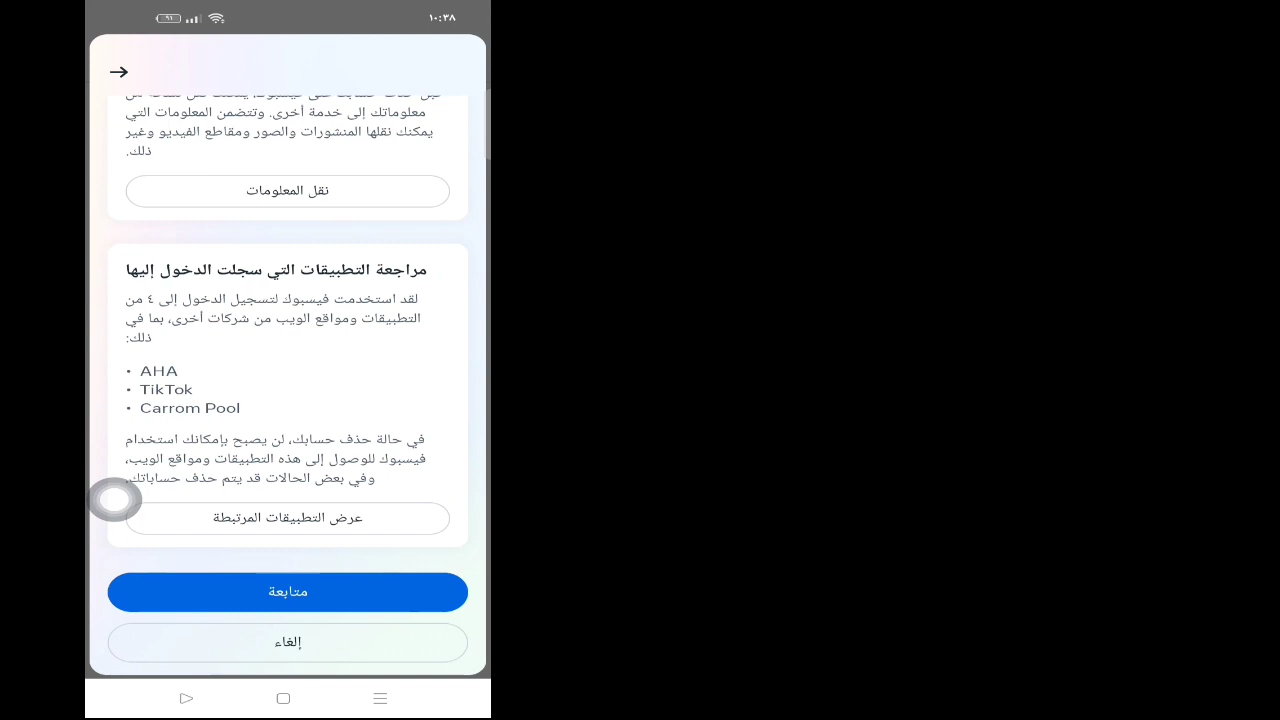 ٩١
١٠:٣٨
معلوماتك إلى خدمة أخرى. وتتضمن المعلومات التي
يمكنك نقلها المنشورات والصور ومقاطع الفيديو وغير
ذلك.
نقل المعلومات
مراجعة التطبيقات التي سجلت الدخول إليها
لقد استخدمت فيسبوك لتسجيل الدخول إلى ٤ من
التطبيقات ومواقع الويب من شركات أخرى، بما في
ذلك:
• AHA
• TikTok
• Carrom Pool
في حالة حذف حسابك، لن يصبح بإمكانك استخدام
فيسبوك للوصول إلى هذه التطبيقات ومواقع الويب،
وفي بعض الحالات قد يتم حذف حساباتك.
عرض التطبيقات المرتبطة
متابعة
إلغاء